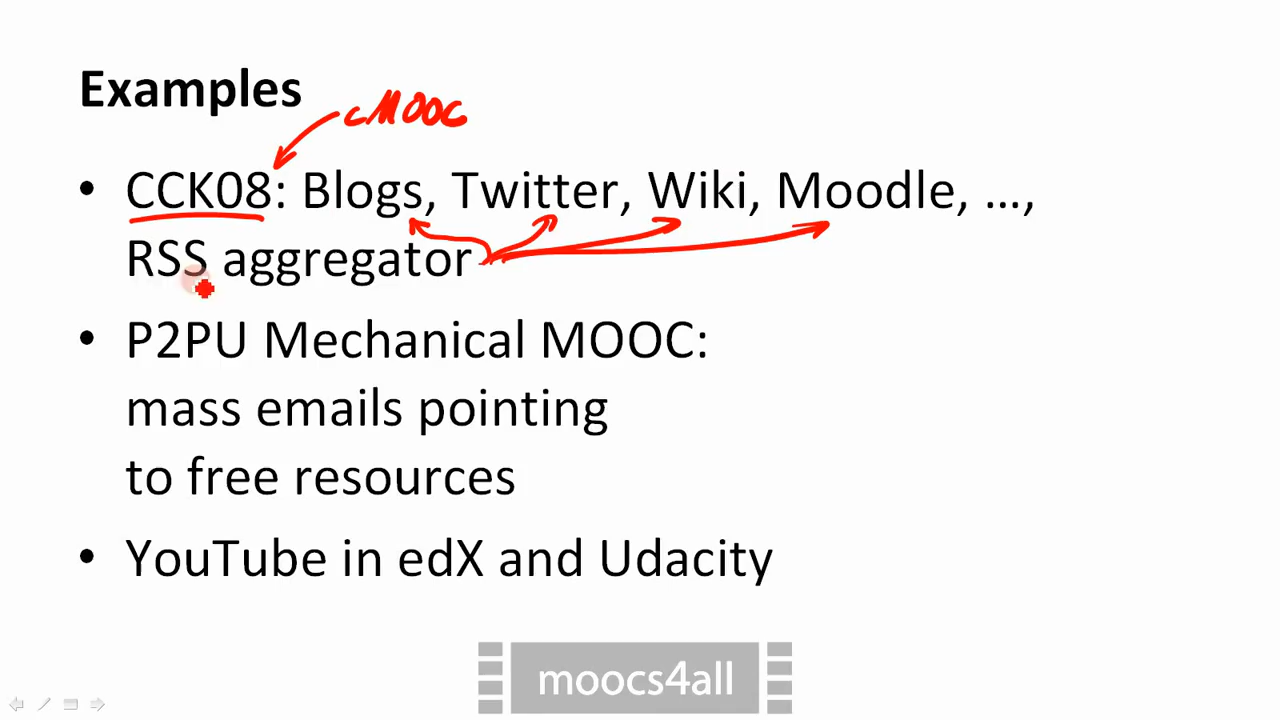 Examples
cMOOC
• CCK08: Blogs, Twitter, Wiki, Moodle, ...,
RSS aggregator
• P2PU Mechanical MOOC:
mass emails pointing
to free resources
• YouTube in edX and Udacity
moocs4all